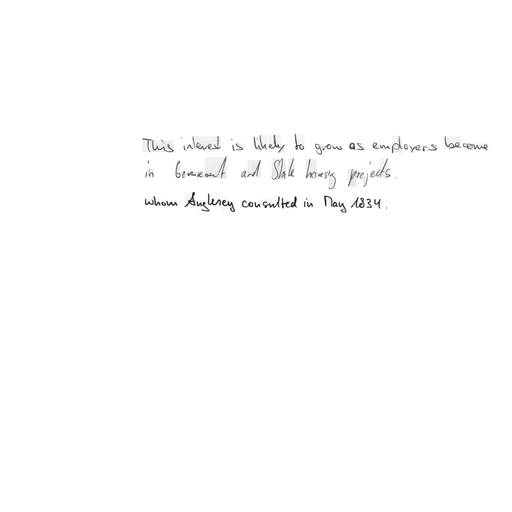 This interest is likely to grow as employers become
in Government and State housing projects.
whom Anglesey consulted in May 1834.